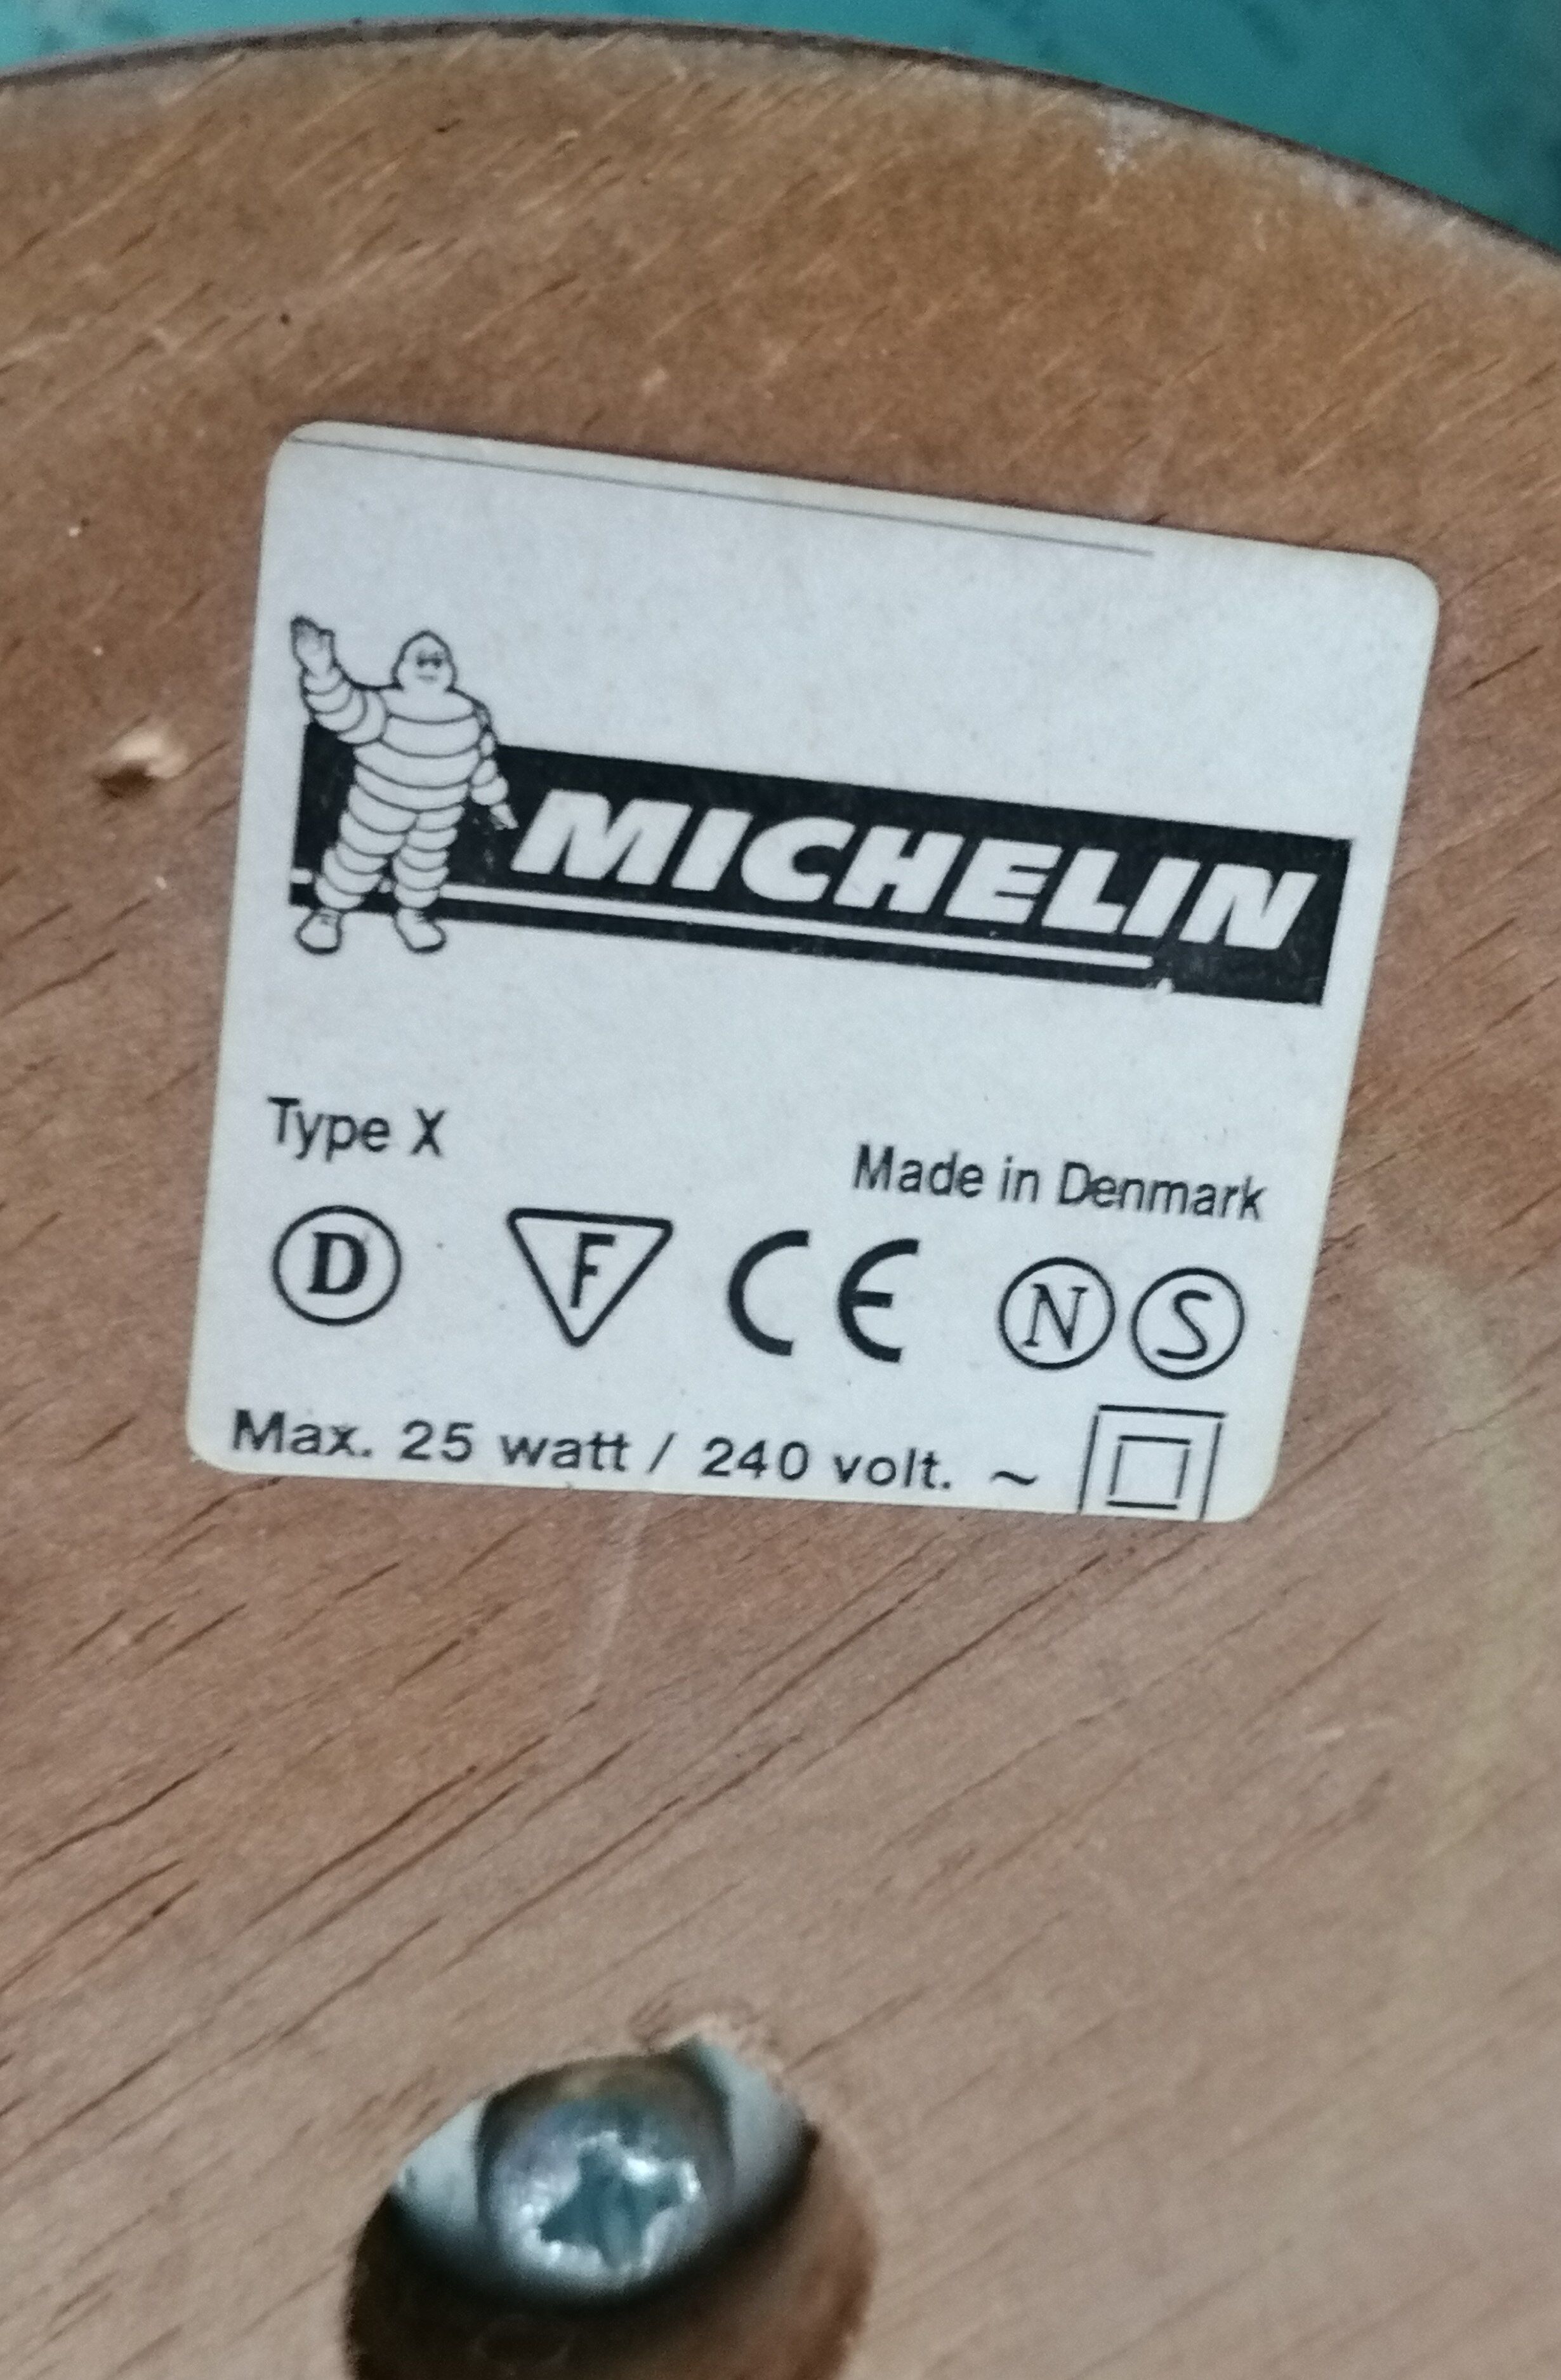 MICHELIN
Type X
Made in Denmark
D F CE N S
Max. 25 watt / 240 volt. ~